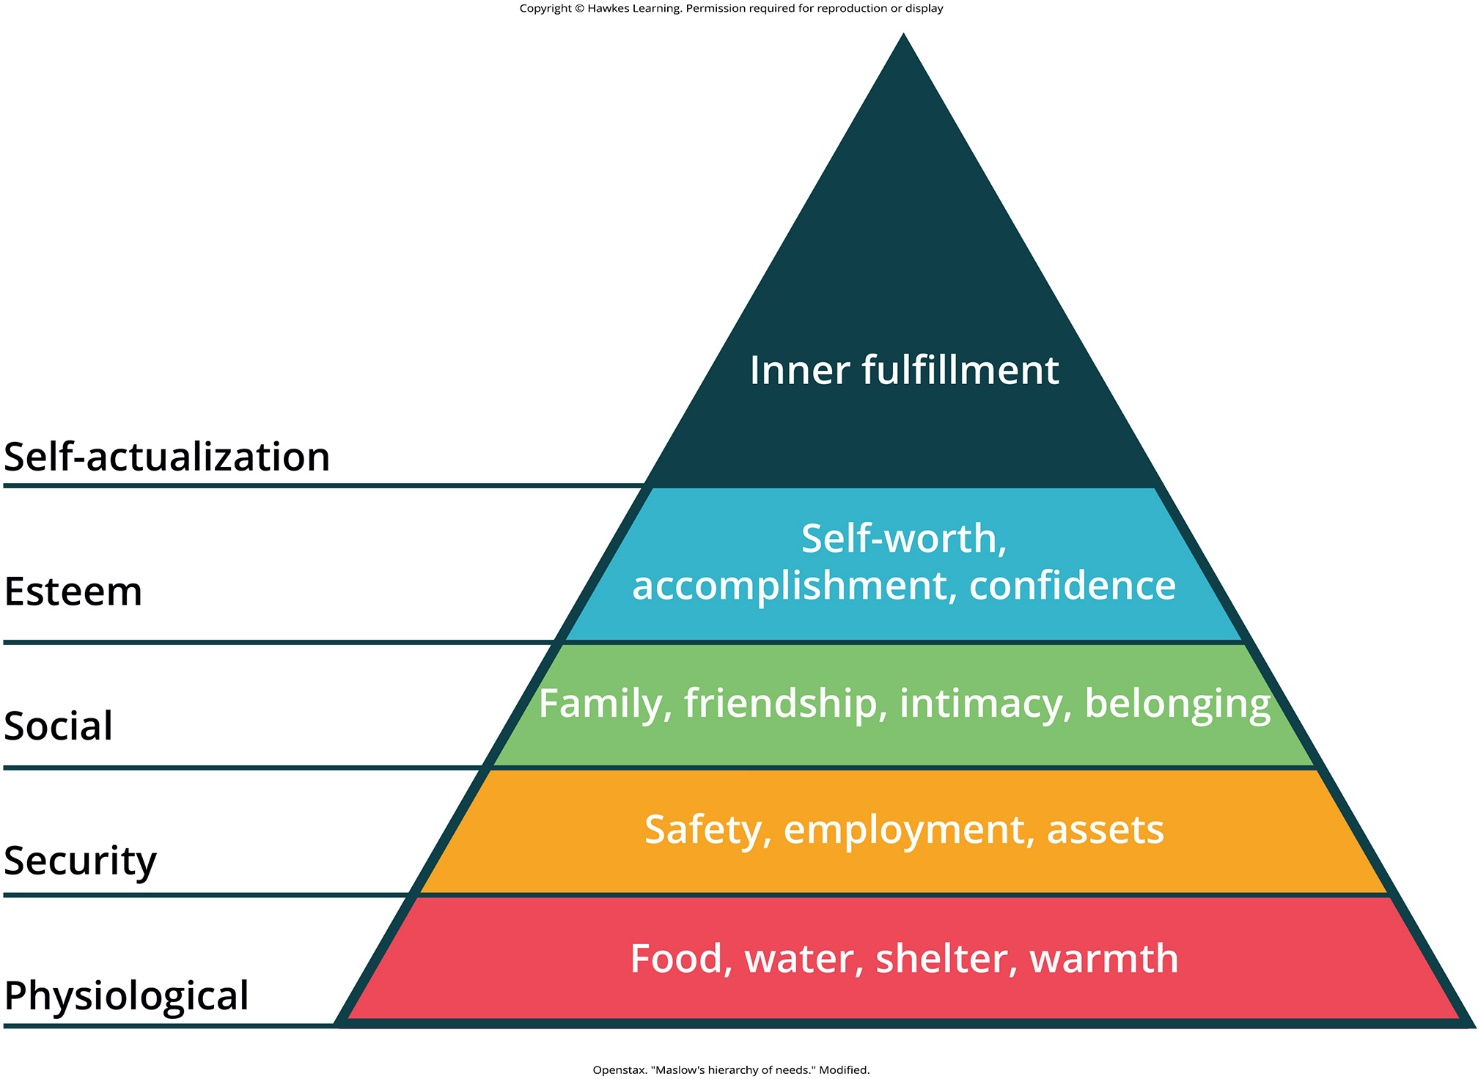 Copyright © Hawkes Learning. Permission required for reproduction or display
Inner fulfillment
Self-actualization
Self-worth,
accomplishment, confidence
Esteem
Family, friendship, intimacy, belonging
Social
Safety, employment, assets
Security
Food, water, shelter, warmth
Physiological
Openstax. "Maslow's hierarchy of needs." Modified.